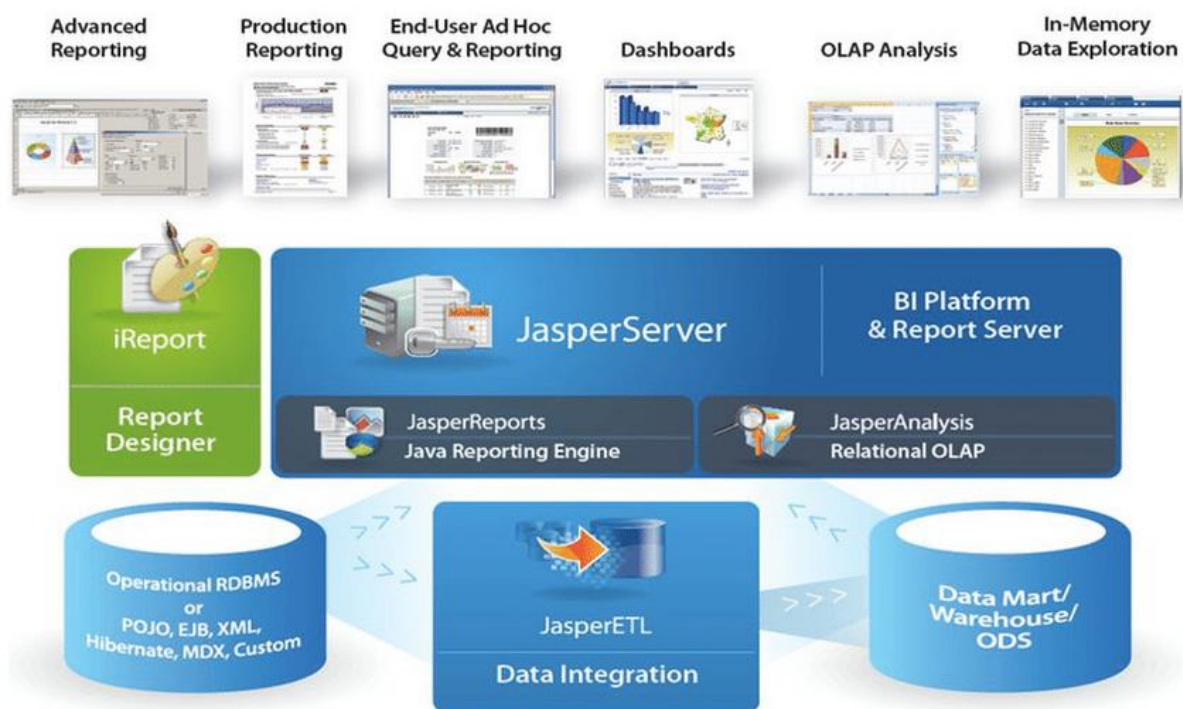 Advanced
Reporting
Production
Reporting
End-User Ad Hoc
Query & Reporting
Dashboards
OLAP Analysis
In-Memory
Data Exploration
iReport
Report
Designer
JasperServer
BI Platform
& Report Server
JasperReports
Java Reporting Engine
JasperAnalysis
Relational OLAP
Operational RDBMS
or
POJO, EJB, XML,
Hibernate, MDX, Custom
JasperETL
Data Integration
Data Mart/
Warehouse/
ODS